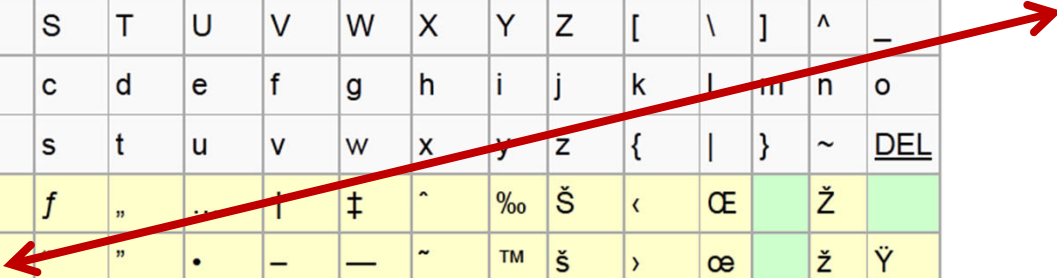 S T U V W X Y Z [ \ ] ^ _
c d e f g h i j k l m n o
s t u v w x y z { | } ~ DEL
ƒ „ … † ‡ ˆ ‰ Š ‹ Œ Ž
” • – — ˜ ™ š › œ ž Ÿ